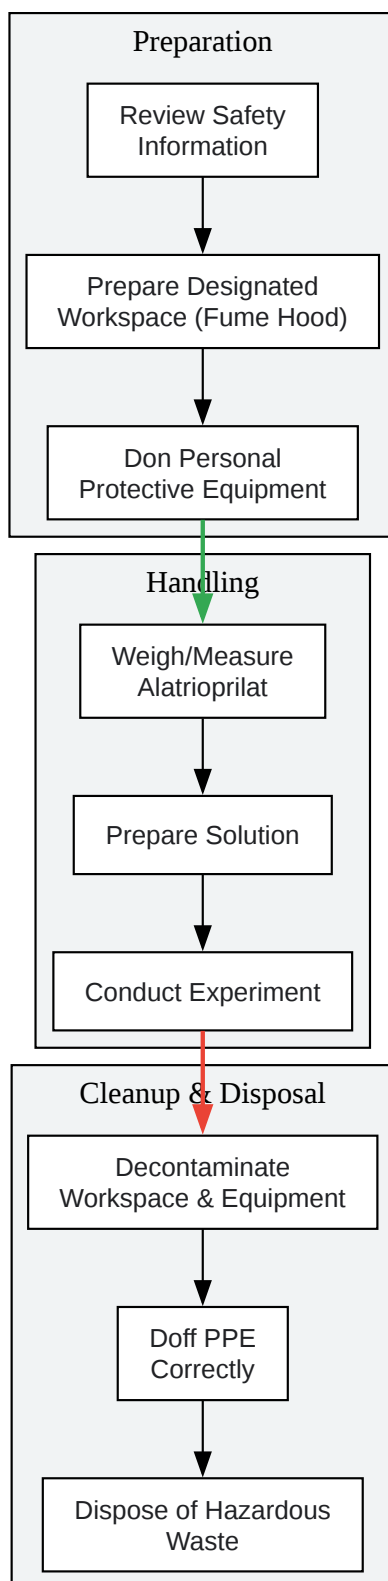 Preparation
Review Safety
Information
Prepare Designated
Workspace (Fume Hood)
Don Personal
Protective Equipment
Handling
Weigh/Measure
Alatrioprilat
Prepare Solution
Conduct Experiment
Cleanup & Disposal
Decontaminate
Workspace & Equipment
Doff PPE
Correctly
Dispose of Hazardous
Waste